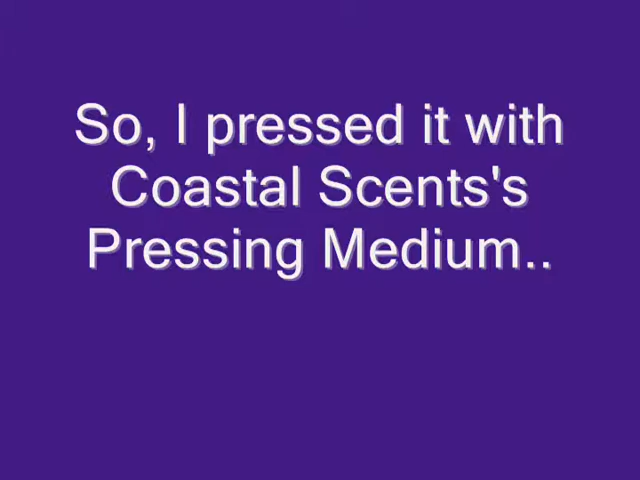 So, I pressed it with
Coastal Scents's
Pressing Medium..